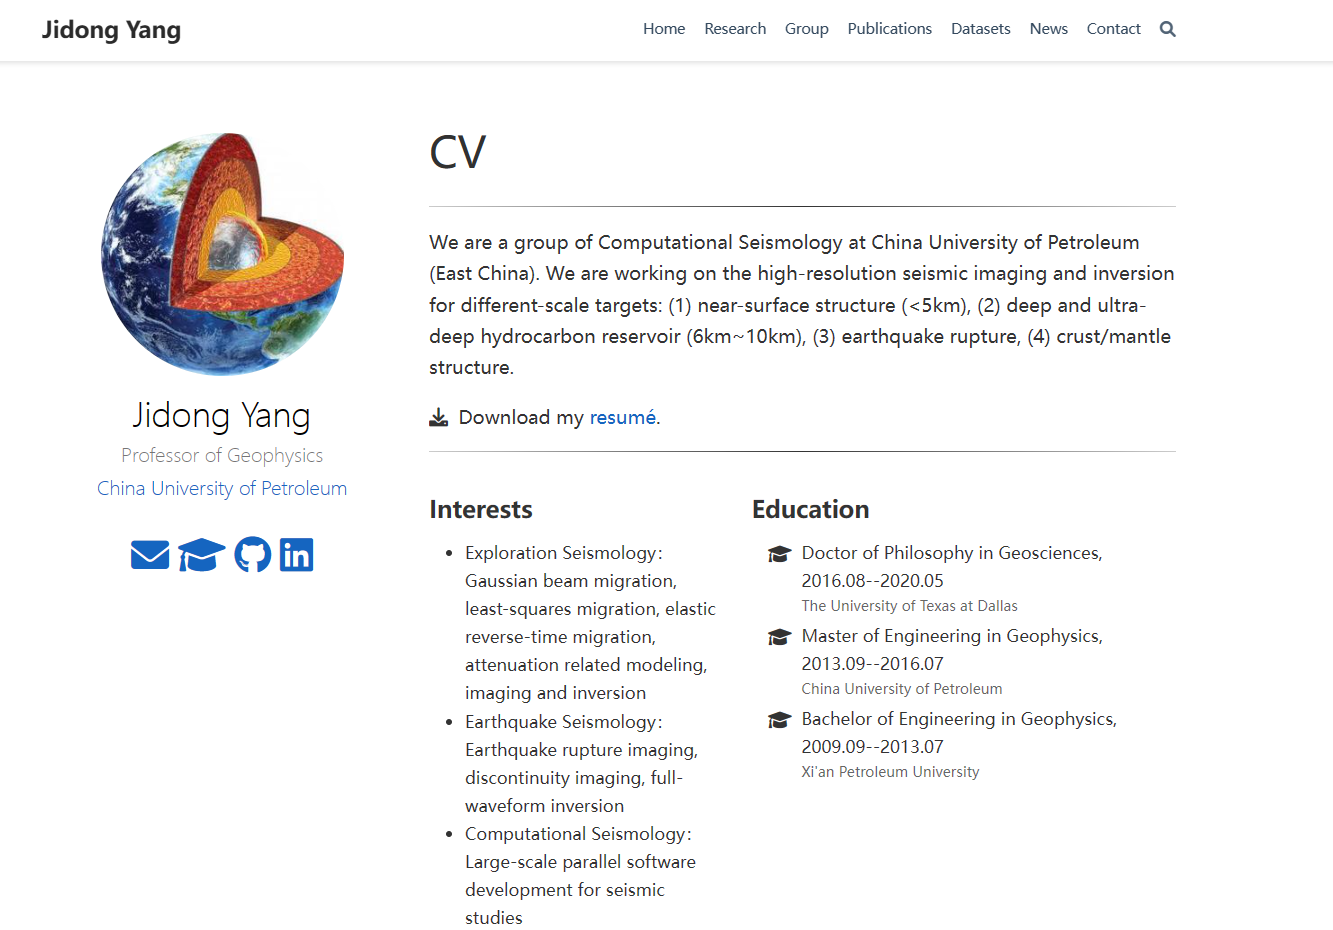 Jidong Yang
Home Research Group Publications Datasets News Contact
Jidong Yang
Professor of Geophysics
China University of Petroleum
CV
We are a group of Computational Seismology at China University of Petroleum
(East China). We are working on the high-resolution seismic imaging and inversion
for different-scale targets: (1) near-surface structure (<5km), (2) deep and ultra-
deep hydrocarbon reservoir (6km~10km), (3) earthquake rupture, (4) crust/mantle
structure.
Download my resumé.
Interests
Exploration Seismology:
Gaussian beam migration,
least-squares migration, elastic
reverse-time migration,
attenuation related modeling,
imaging and inversion
Earthquake Seismology:
Earthquake rupture imaging,
discontinuity imaging, full-
waveform inversion
Computational Seismology:
Large-scale parallel software
development for seismic
studies
Education
Doctor of Philosophy in Geosciences,
2016.08--2020.05
The University of Texas at Dallas
Master of Engineering in Geophysics,
2013.09--2016.07
China University of Petroleum
Bachelor of Engineering in Geophysics,
2009.09--2013.07
Xi'an Petroleum University